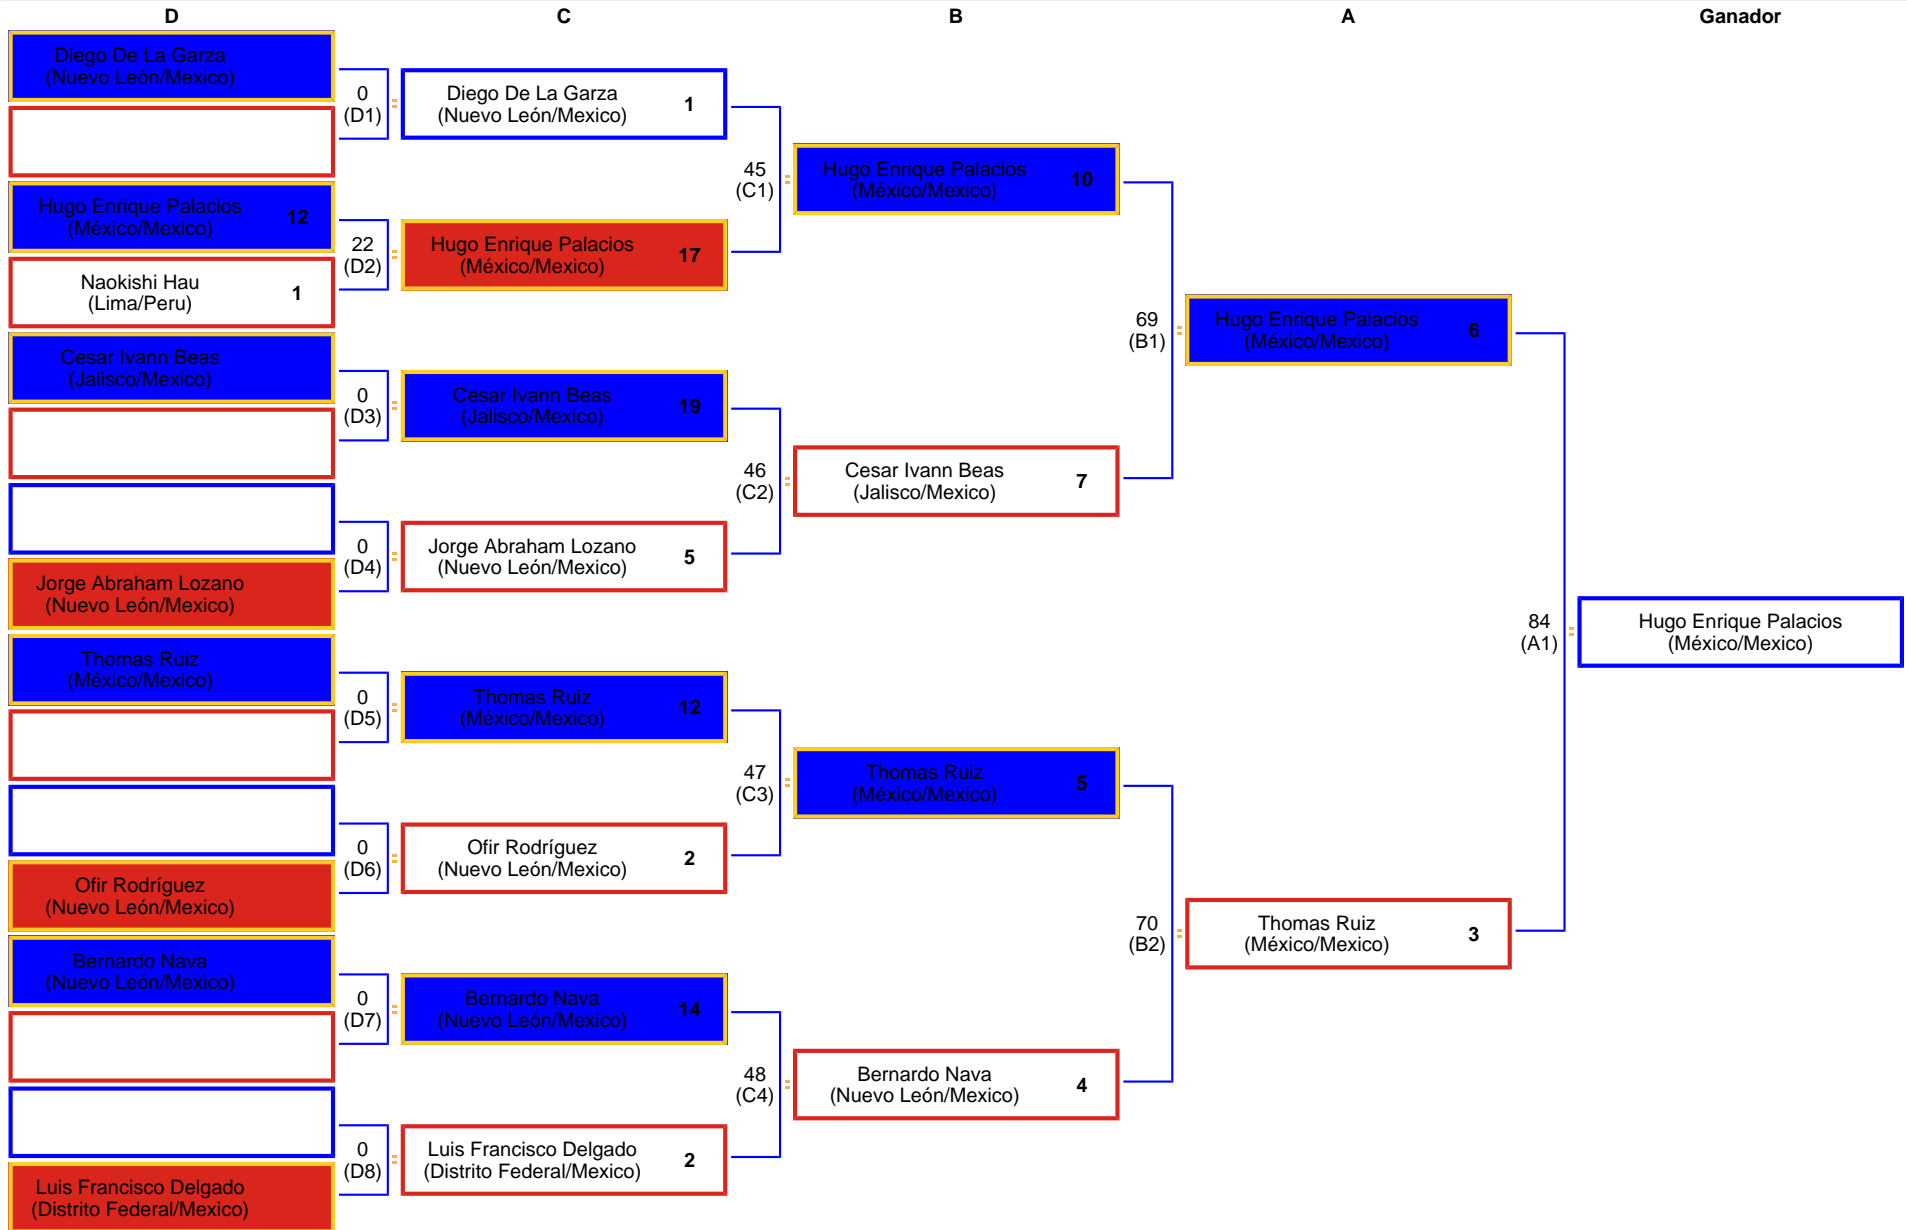 D
C
B
A
Ganador
Diego De La Garza
(Nuevo León/Mexico)
0
(D1)
Hugo Enrique Palacios
(México/Mexico)
12
22
(D2)
Naokishi Hau
(Lima/Peru)
1
Cesar Ivann Beas
(Jalisco/Mexico)
0
(D3)
0
(D4)
Jorge Abraham Lozano
(Nuevo León/Mexico)
Thomas Ruiz
(México/Mexico)
0
(D5)
0
(D6)
Ofir Rodríguez
(Nuevo León/Mexico)
Bernardo Nava
(Nuevo León/Mexico)
0
(D7)
0
(D8)
Luis Francisco Delgado
(Distrito Federal/Mexico)
Diego De La Garza
(Nuevo León/Mexico)
1
45
(C1)
Hugo Enrique Palacios
(México/Mexico)
17
Cesar Ivann Beas
(Jalisco/Mexico)
19
46
(C2)
Jorge Abraham Lozano
(Nuevo León/Mexico)
5
Thomas Ruiz
(México/Mexico)
12
47
(C3)
Ofir Rodríguez
(Nuevo León/Mexico)
2
Bernardo Nava
(Nuevo León/Mexico)
14
48
(C4)
Luis Francisco Delgado
(Distrito Federal/Mexico)
2
Hugo Enrique Palacios
(México/Mexico)
10
69
(B1)
Cesar Ivann Beas
(Jalisco/Mexico)
7
Thomas Ruiz
(México/Mexico)
5
70
(B2)
Bernardo Nava
(Nuevo León/Mexico)
4
Hugo Enrique Palacios
(México/Mexico)
6
84
(A1)
Thomas Ruiz
(México/Mexico)
3
Hugo Enrique Palacios
(México/Mexico)